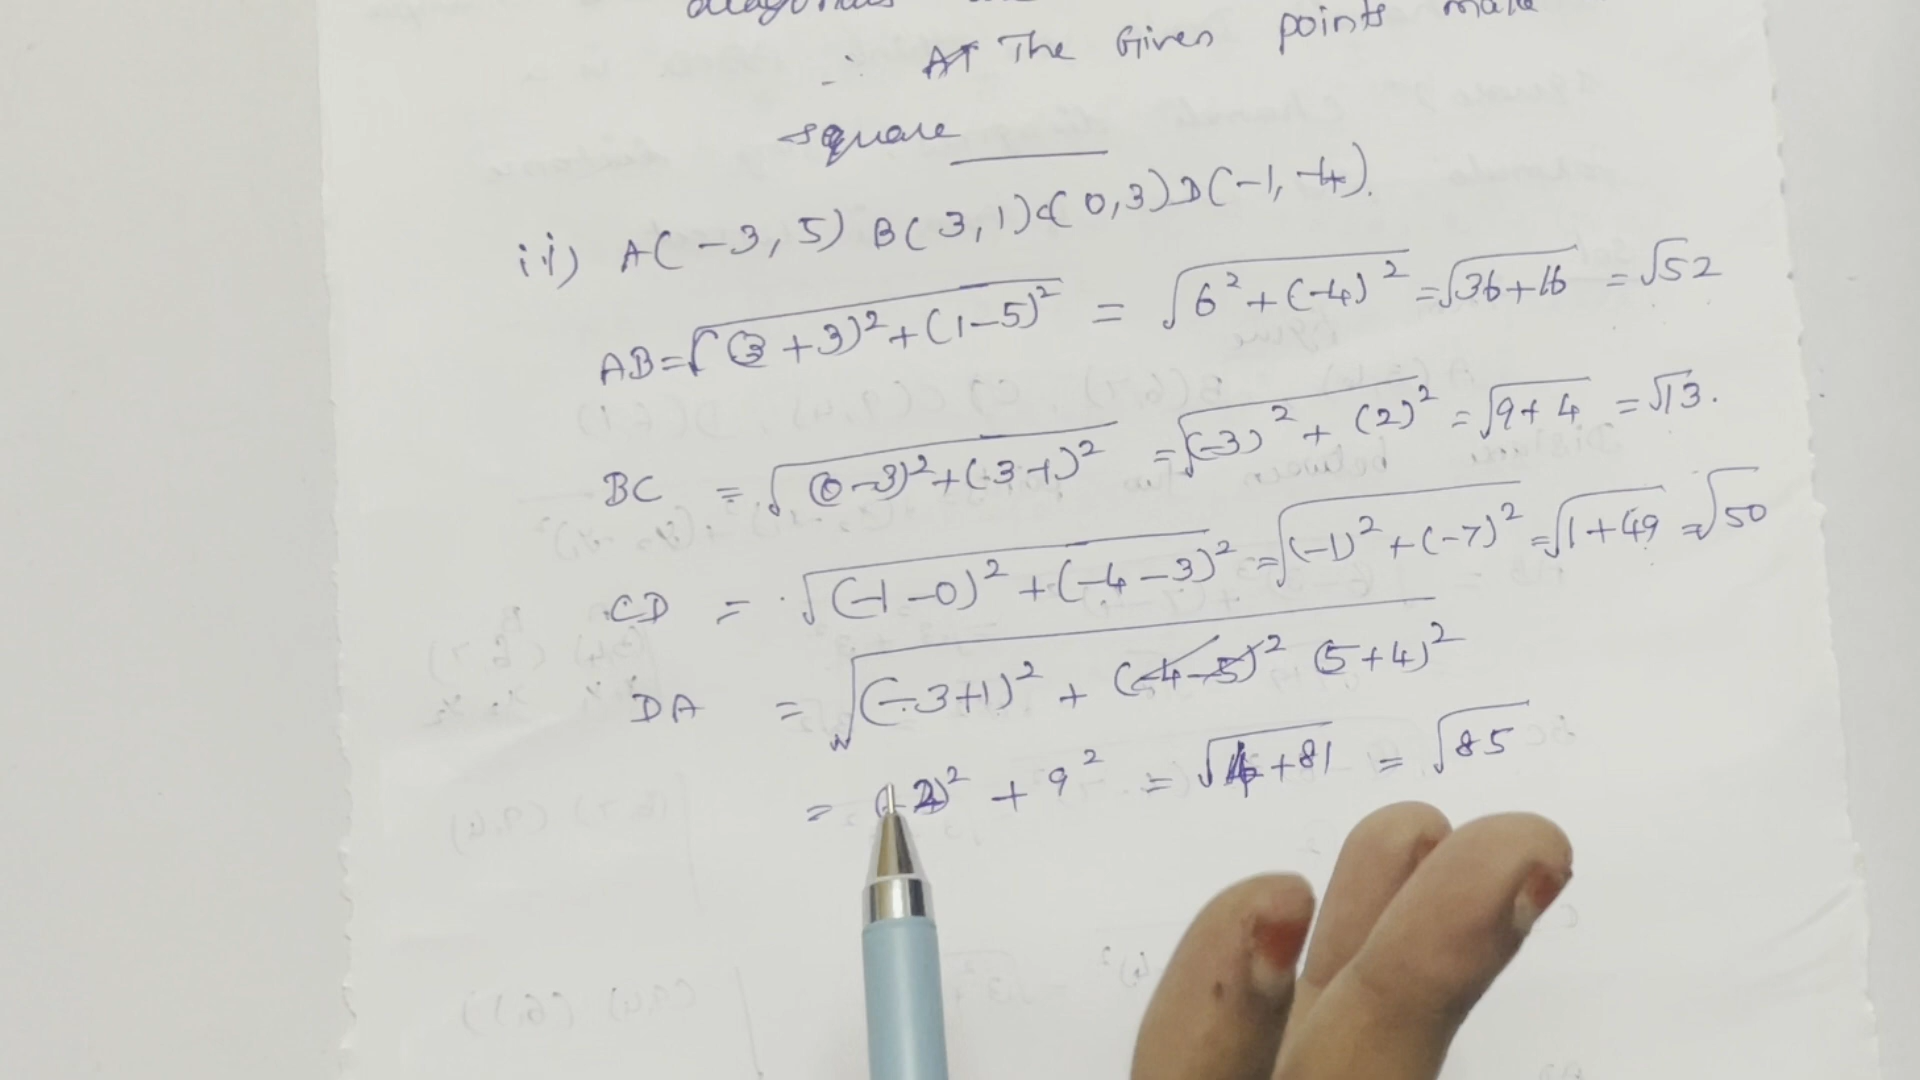 diagonals
∴ The Given points make
square
ii) A(-3, 5) B(3, 1) C(0, 3) D(-1, -4).
AB = √(3+3)² + (1-5)² = √6² + (-4)² = √36+16 = √52
BC = √(0-3)² + (3-1)² = √(-3)² + (2)² = √9+4 = √13.
CD = √(-1-0)² + (-4-3)² = √(-1)² + (-7)² = √1+49 = √50
DA = √(-3+1)² + (-4-5)² (5+4)²
= (-2)² + 9² = √4+81 = √85